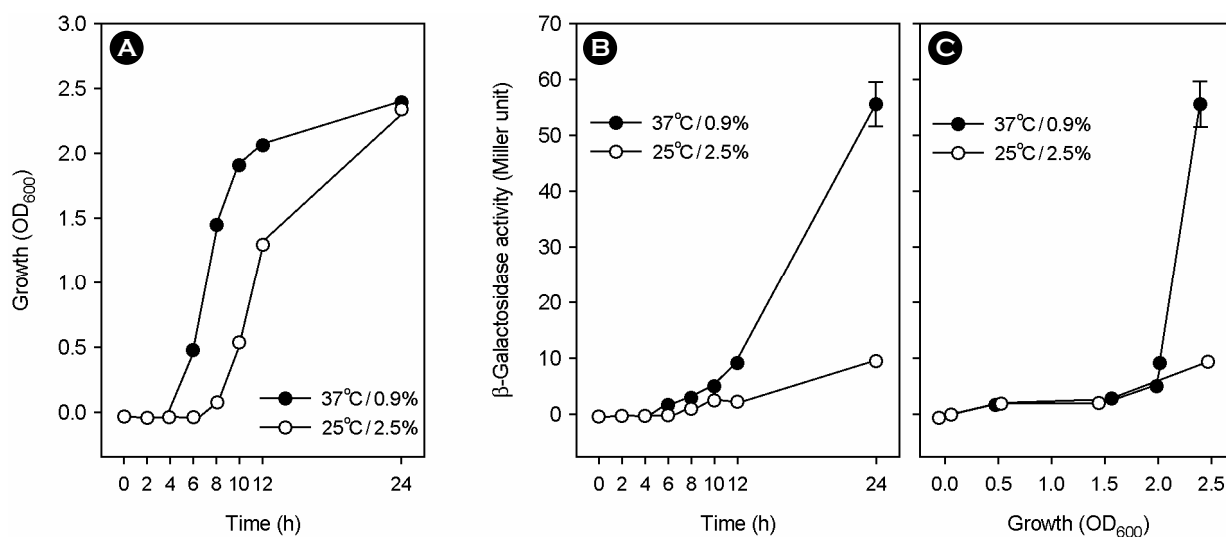 A
Growth (OD600)
3.0
2.5
2.0
1.5
1.0
0.5
0.0
37°C/0.9%
25°C/2.5%
0 2 4 6 8 10 12 24
Time (h)
B
β-Galactosidase activity (Miller unit)
70
60
50
40
30
20
10
0
37°C/0.9%
25°C/2.5%
0 2 4 6 8 10 12 24
Time (h)
C
37°C/0.9%
25°C/2.5%
0.0 0.5 1.0 1.5 2.0 2.5
Growth (OD600)